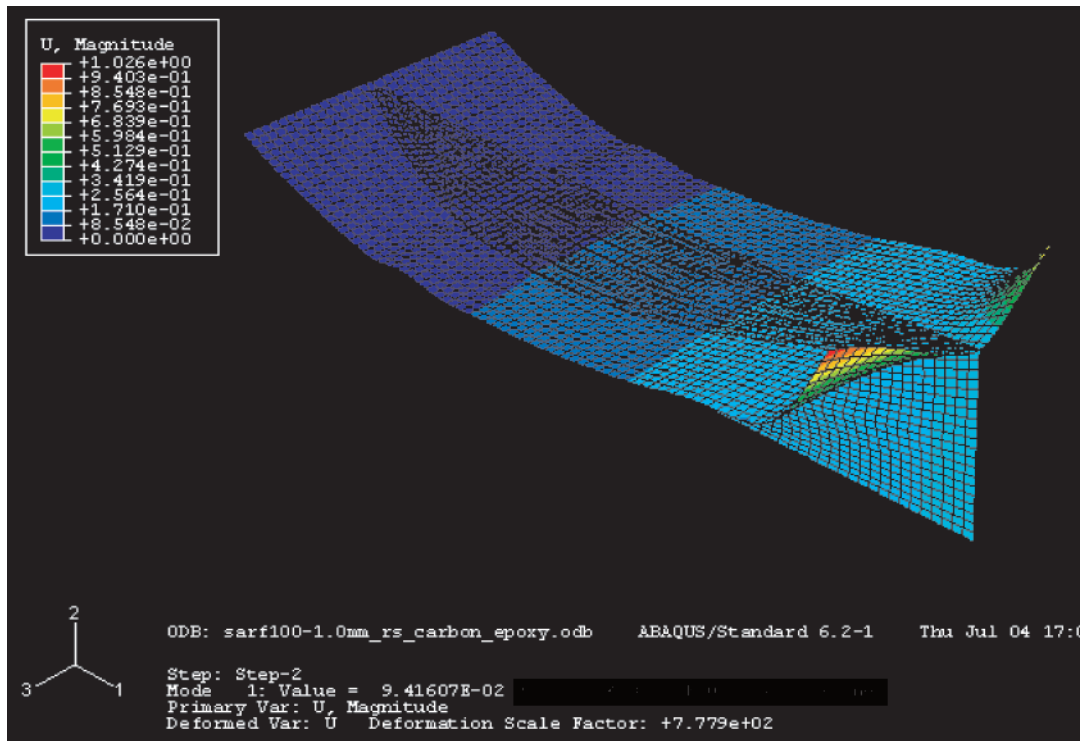 U, Magnitude
+1.026e+00
+9.403e-01
+8.548e-01
+7.693e-01
+6.839e-01
+5.984e-01
+5.129e-01
+4.274e-01
+3.419e-01
+2.564e-01
+1.710e-01
+8.548e-02
+0.000e+00
2
3
1
ODB: sarf100-1.0mm_rs_carbon_epoxy.odb ABAQUS/Standard 6.2-1 Thu Jul 04 17:0
Step: Step-2
Mode 1: Value = 9.41607E-02
Primary Var: U, Magnitude
Deformed Var: U Deformation Scale Factor: +7.779e+02